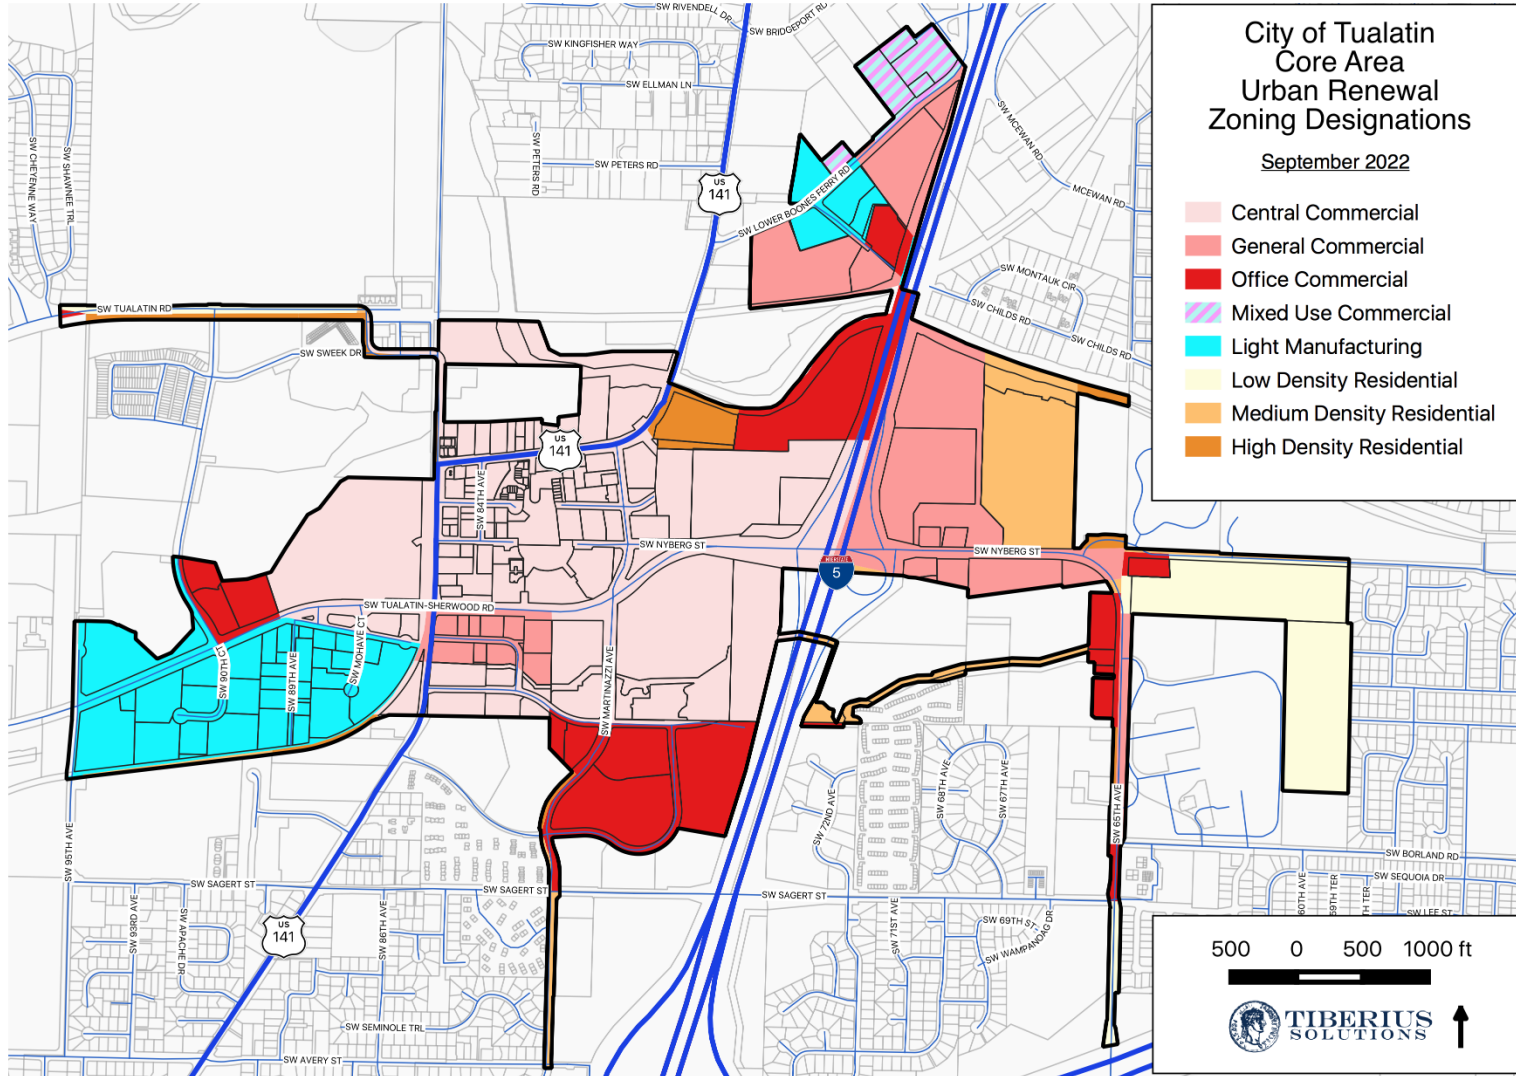 City of Tualatin
Core Area
Urban Renewal
Zoning Designations
September 2022
Central Commercial
General Commercial
Office Commercial
Mixed Use Commercial
Light Manufacturing
Low Density Residential
Medium Density Residential
High Density Residential
SW RIVENDELL DR
SW BRIDGEPORT RD
SW KINGFISHER WAY
SW ELLMAN LN
SW PETERS RD
SW PETERS RD
SW CHEYENNE WAY
SW SHAWNEE TRL
US
141
SW LOWER BOONES FERRY RD
SW MCEWAN RD
MCEWAN RD
SW MONTAUK CIR
SW CHILDS RD
SW CHILDS RD
SW TUALATIN RD
SW SWEEK DR
US
141
SW 84TH AVE
SW NYBERG ST
SW NYBERG ST
5
SW TUALATIN-SHERWOOD RD
SW MOHAVE CT
SW 90TH CT
SW 89TH AVE
SW MARTINAZZI AVE
SW 95TH AVE
SW 72ND AVE
SW 68TH AVE
SW 67TH AVE
SW 65TH AVE
SW BORLAND RD
SW SEQUOIA DR
SW LEE ST
60TH AVE
59TH TER
TH TER
SW SAGERT ST
SW SAGERT ST
SW SAGERT ST
SW 93RD AVE
SW APACHE DR
SW 86TH AVE
US
141
SW 71ST AVE
SW 69TH ST
SW WAMPANOAG DR
SW SEMINOLE TRL
SW AVERY ST
500 0 500 1000 ft
TIBERIUS
SOLUTIONS